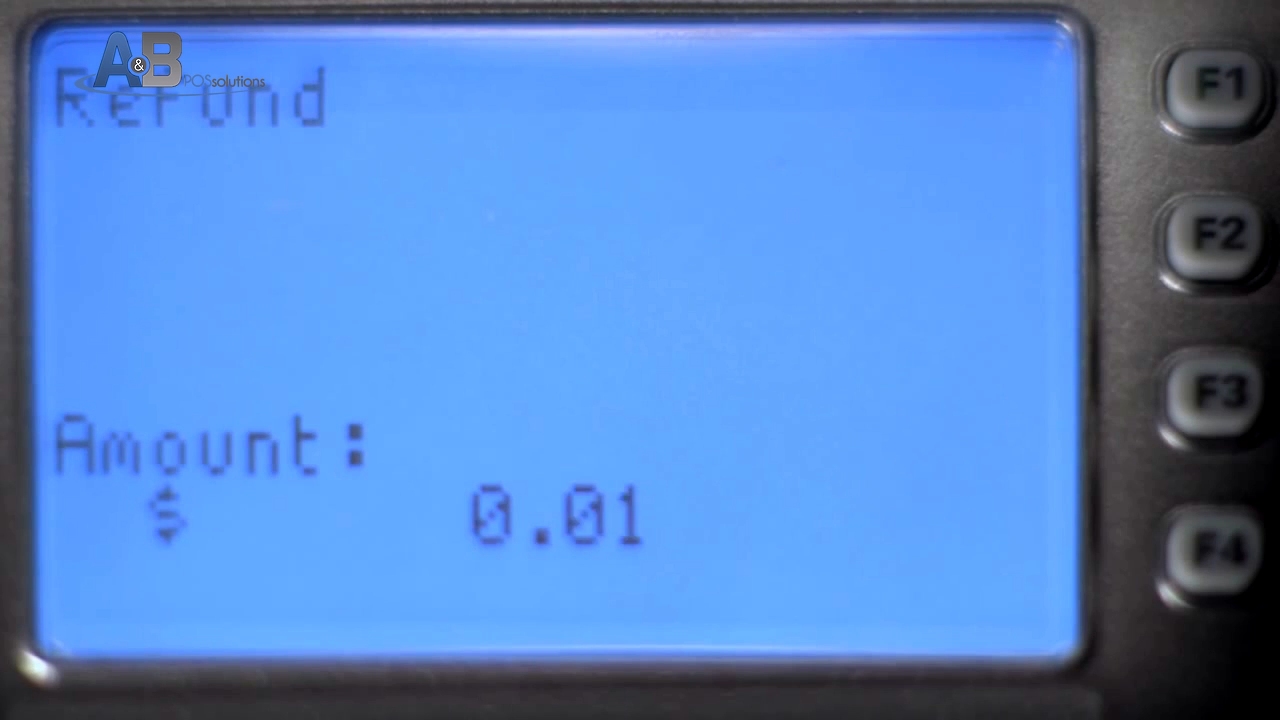 A&B
POSsolutions
Refund
Amount:
$ 0.01
F1
F2
F3
F4